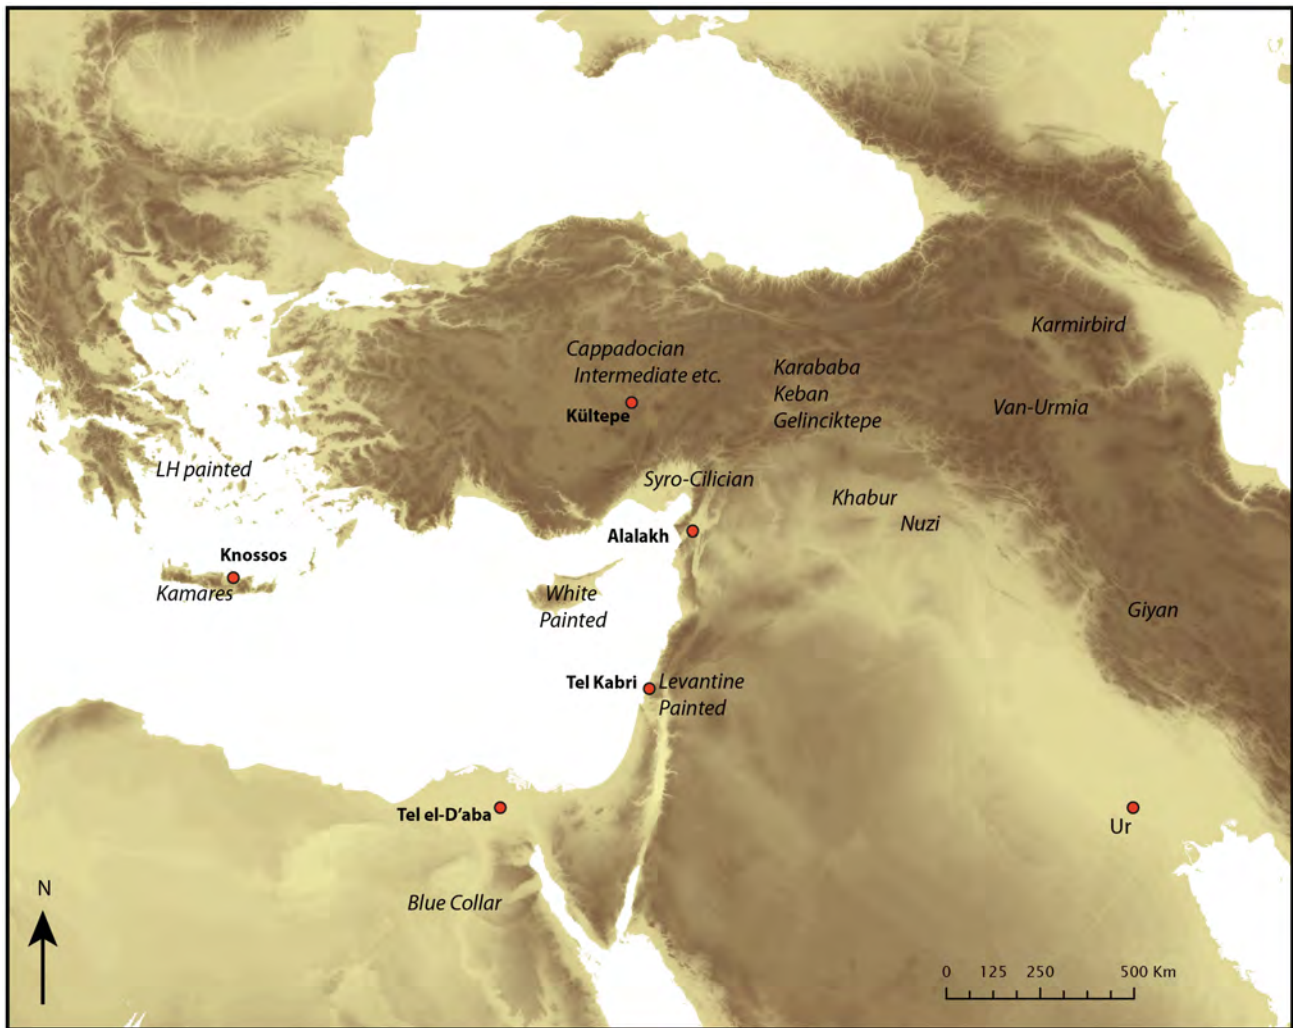 Karmirbird
Cappadocian
Intermediate etc.
Kültepe
Karababa
Keban
Gelinciktepe
Van-Urmia
LH painted
Syro-Cilician
Khabur
Nuzi
Alalakh
Knossos
Kamares
White
Painted
Giyan
Tel Kabri
Levantine
Painted
Tel el-D'aba
Ur
Blue Collar
N
0 125 250 500 Km